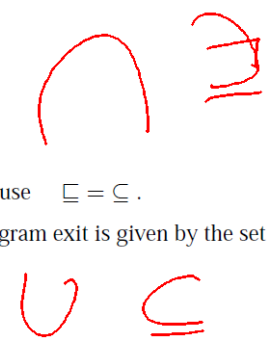 ∩ ⊇
use ⊑ = ⊆ .
gram exit is given by the set
∪ ⊆